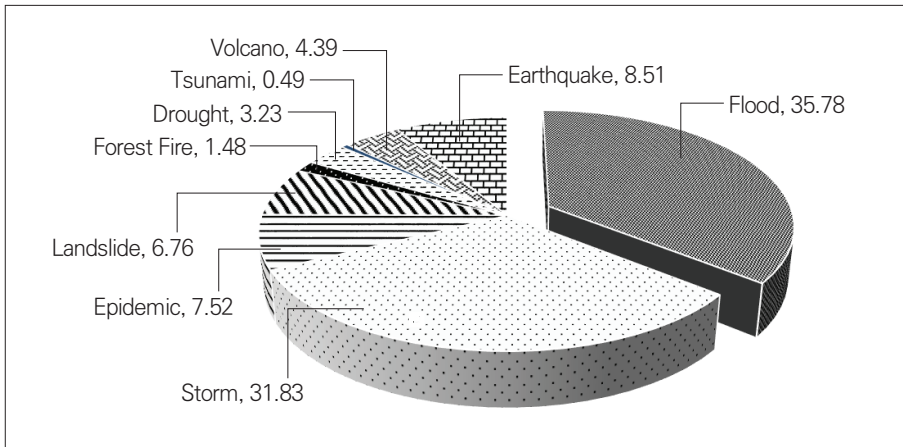 Volcano, 4.39
Earthquake, 8.51
Tsunami, 0.49
Flood, 35.78
Drought, 3.23
Forest Fire, 1.48
Landslide, 6.76
Epidemic, 7.52
Storm, 31.83